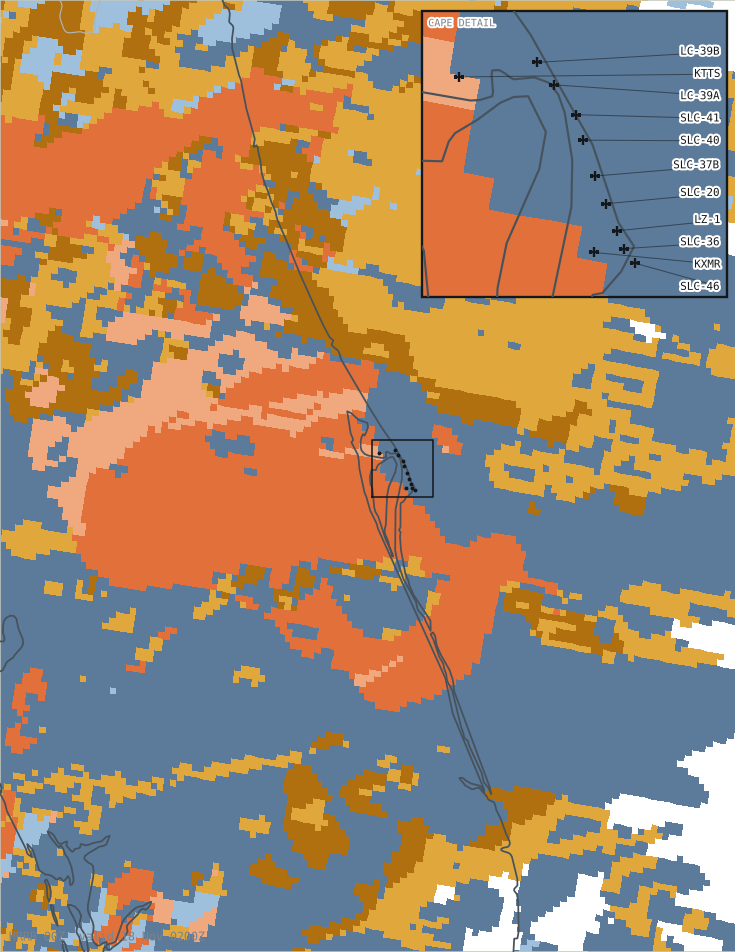 CAPE DETAIL
LC-39B
KTTS
LC-39A
SLC-41
SLC-40
SLC-37B
SLC-20
LZ-1
SLC-36
KXMR
SLC-46